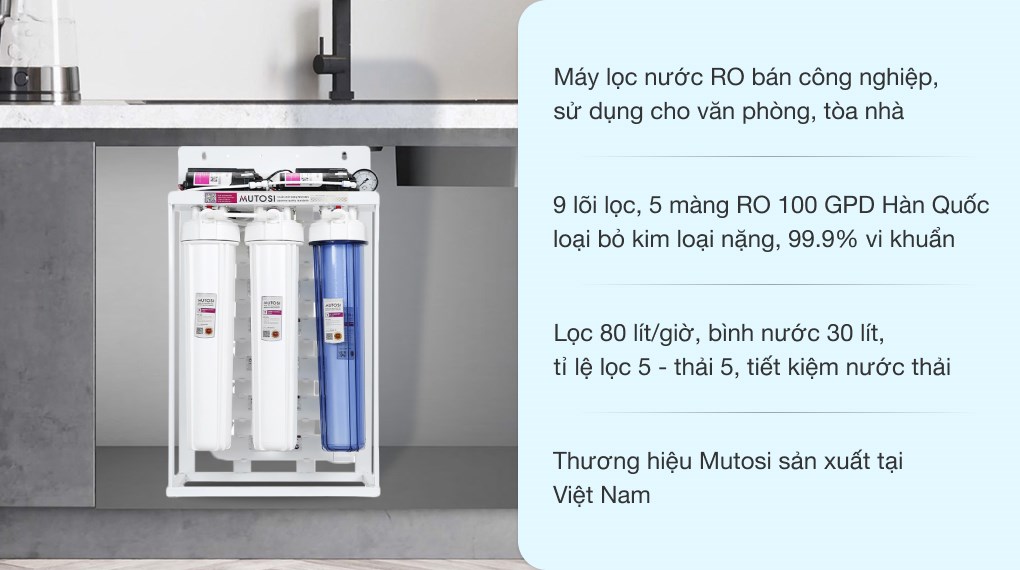 MUTOSI
MUTOSI
MUTOSI
MUTOSI
Máy lọc nước RO bán công nghiệp,
sử dụng cho văn phòng, tòa nhà
9 lõi lọc, 5 màng RO 100 GPD Hàn Quốc
loại bỏ kim loại nặng, 99.9% vi khuẩn
Lọc 80 lít/giờ, bình nước 30 lít,
tỉ lệ lọc 5 - thải 5, tiết kiệm nước thải
Thương hiệu Mutosi sản xuất tại
Việt Nam